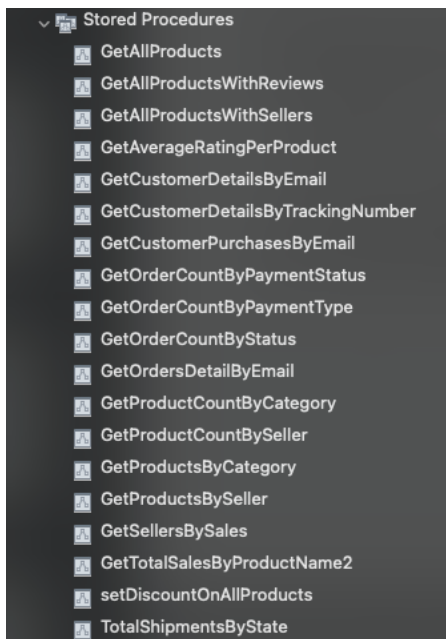 Stored Procedures
GetAllProducts
GetAllProductsWithReviews
GetAllProductsWithSellers
GetAverageRatingPerProduct
GetCustomerDetailsByEmail
GetCustomerDetailsByTrackingNumber
GetCustomerPurchasesByEmail
GetOrderCountByPaymentStatus
GetOrderCountByPaymentType
GetOrderCountByStatus
GetOrdersDetailByEmail
GetProductCountByCategory
GetProductCountBySeller
GetProductsByCategory
GetProductsBySeller
GetSellersBySales
GetTotalSalesByProductName2
setDiscountOnAllProducts
TotalShipmentsByState